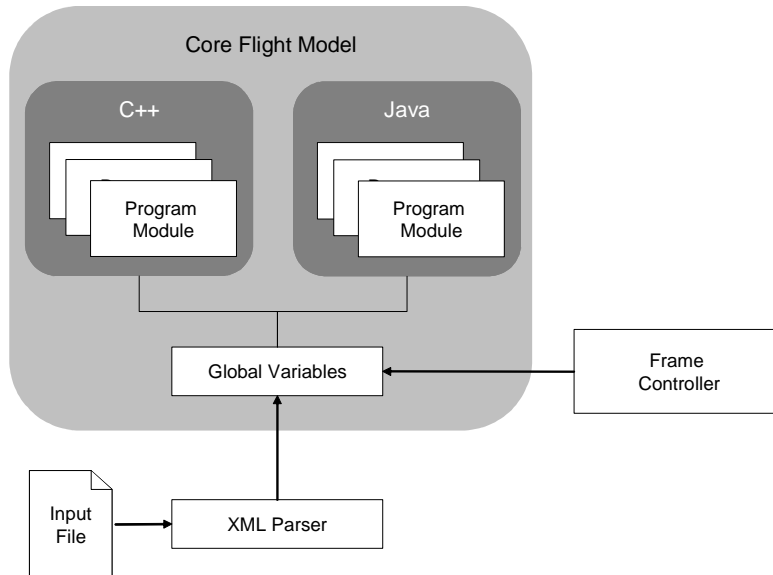 Core Flight Model
C++
Java
Program
Module
Program
Module
Global Variables
Frame
Controller
Input
File
XML Parser